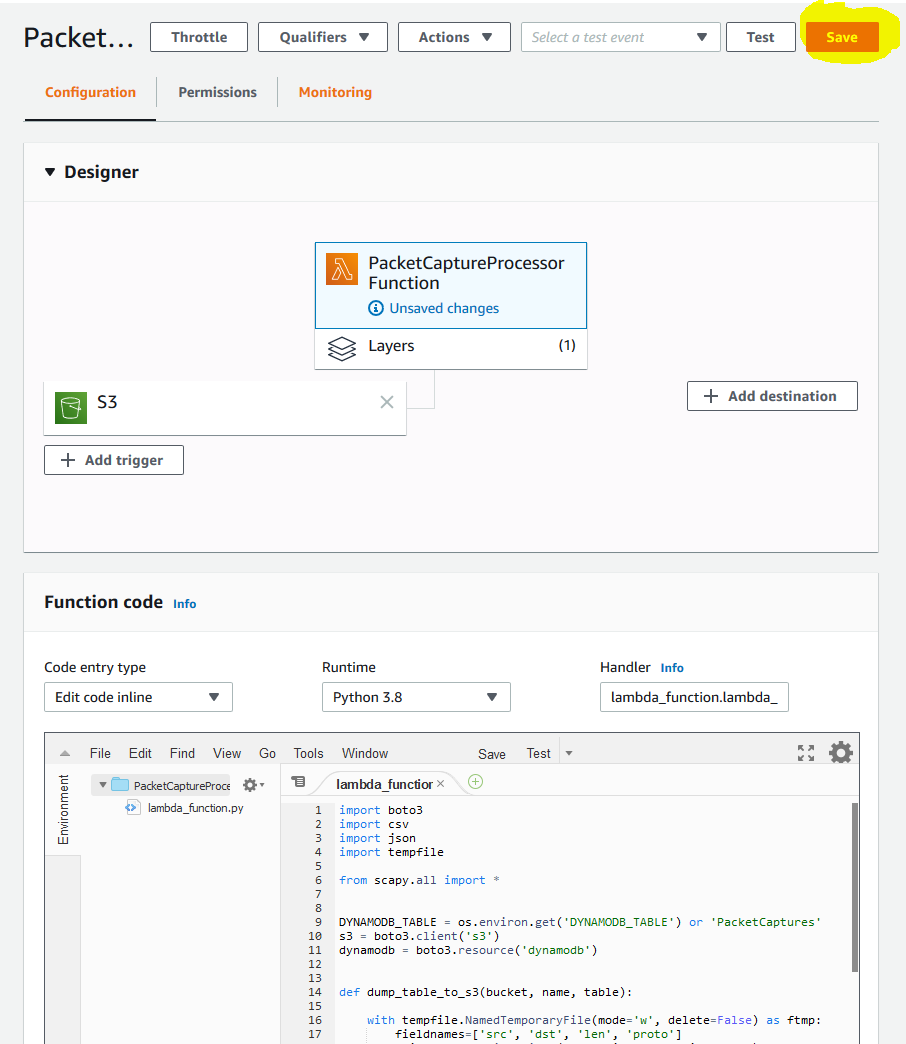 Packet... Throttle Qualifiers Actions Select a test event Test Save
Configuration Permissions Monitoring
Designer
PacketCaptureProcessor
Function
Unsaved changes
Layers (1)
S3
Add destination
Add trigger
Function code Info
Code entry type Runtime Handler Info
Edit code inline Python 3.8 lambda_function.lambda_
File Edit Find View Go Tools Window Save Test
Environment
PacketCaptureProce
lambda_function.py
lambda_function
1 import boto3
2 import csv
3 import json
4 import tempfile
5
6 from scapy.all import *
7
8
9 DYNAMODB_TABLE = os.environ.get('DYNAMODB_TABLE') or 'PacketCaptures'
10 s3 = boto3.client('s3')
11 dynamodb = boto3.resource('dynamodb')
12
13
14 def dump_table_to_s3(bucket, name, table):
15
16 with tempfile.NamedTemporaryFile(mode='w', delete=False) as ftmp:
17 fieldnames=['src', 'dst', 'len', 'proto']